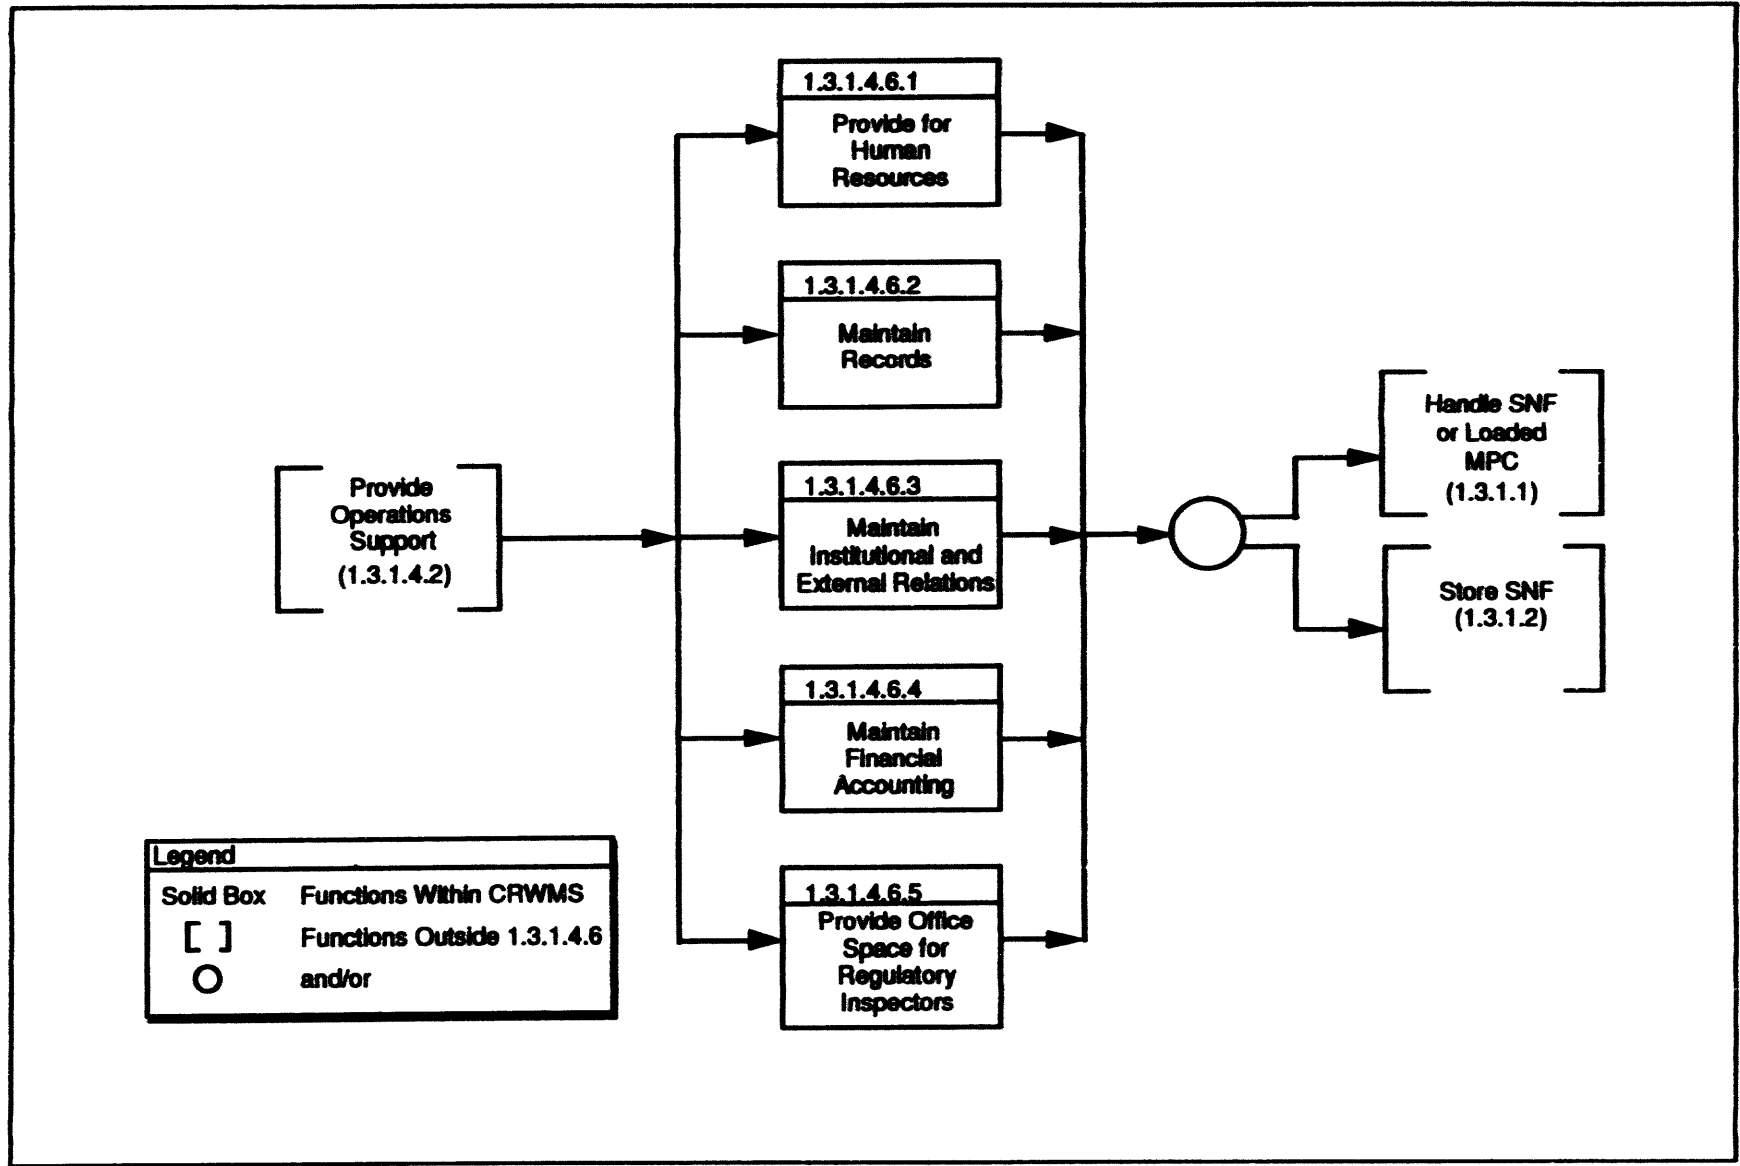 1.3.1.4.6.1
Provide for
Human
Resources
1.3.1.4.6.2
Maintain
Records
Provide
Operations
Support
(1.3.1.4.2)
1.3.1.4.6.3
Maintain
Institutional and
External Relations
Handle SNF
or Loaded
MPC
(1.3.1.1)
Store SNF
(1.3.1.2)
1.3.1.4.6.4
Maintain
Financial
Accounting
1.3.1.4.6.5
Provide Office
Space for
Regulatory
Inspectors
Legend
Solid Box Functions Within CRWMS
[ ] Functions Outside 1.3.1.4.6
and/or